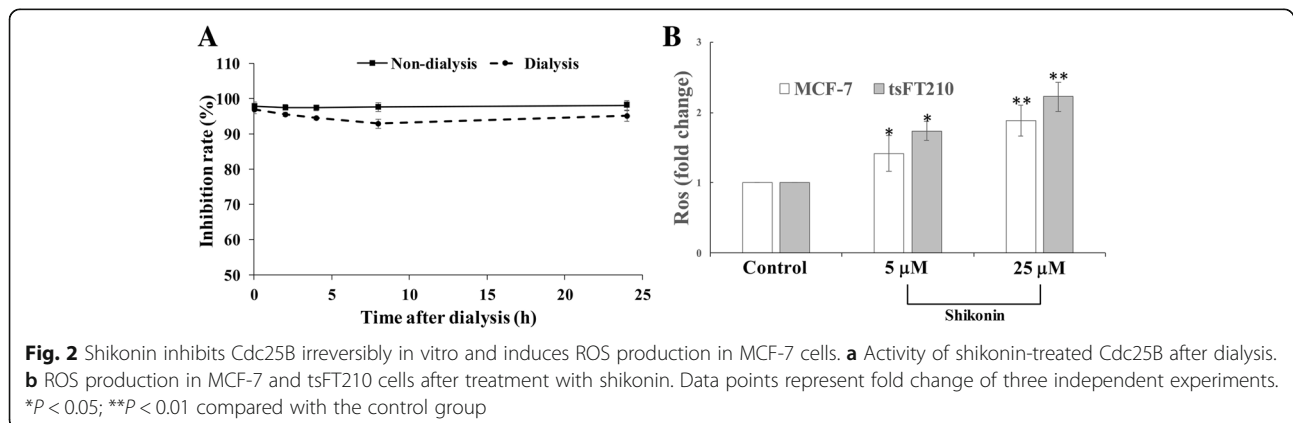 A
110
100
90
80
70
60
50
Inhibition rate (%)
Non-dialysis
Dialysis
0 5 10 15 20 25
Time after dialysis (h)
B
3
2
1
0
Ros (fold change)
MCF-7
tsFT210
* * ** **
Control 5 μM 25 μM
Shikonin
Fig. 2 Shikonin inhibits Cdc25B irreversibly in vitro and induces ROS production in MCF-7 cells. a Activity of shikonin-treated Cdc25B after dialysis.
b ROS production in MCF-7 and tsFT210 cells after treatment with shikonin. Data points represent fold change of three independent experiments.
*P < 0.05; **P < 0.01 compared with the control group